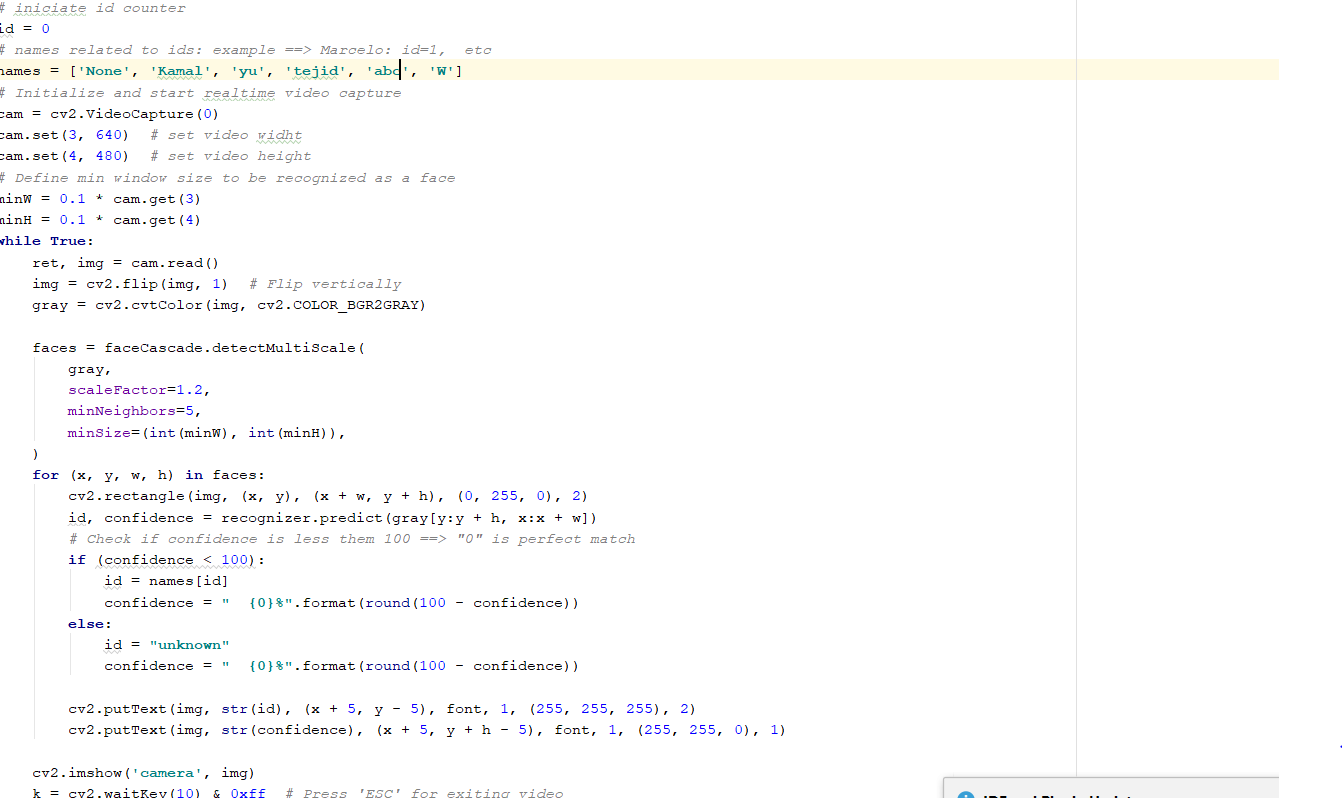 # iniciate id counter
id = 0
# names related to ids: example ==> Marcelo: id=1,  etc
names = ['None', 'Kamal', 'yu', 'tejid', 'abc', 'W']
# Initialize and start realtime video capture
cam = cv2.VideoCapture(0)
cam.set(3, 640)  # set video widht
cam.set(4, 480)  # set video height
# Define min window size to be recognized as a face
minW = 0.1 * cam.get(3)
minH = 0.1 * cam.get(4)
while True:
    ret, img = cam.read()
    img = cv2.flip(img, 1)  # Flip vertically
    gray = cv2.cvtColor(img, cv2.COLOR_BGR2GRAY)

    faces = faceCascade.detectMultiScale(
        gray,
        scaleFactor=1.2,
        minNeighbors=5,
        minSize=(int(minW), int(minH)),
    )
    for (x, y, w, h) in faces:
        cv2.rectangle(img, (x, y), (x + w, y + h), (0, 255, 0), 2)
        id, confidence = recognizer.predict(gray[y:y + h, x:x + w])
        # Check if confidence is less them 100 ==> "0" is perfect match
        if (confidence < 100):
            id = names[id]
            confidence = "  {0}%".format(round(100 - confidence))
        else:
            id = "unknown"
            confidence = "  {0}%".format(round(100 - confidence))

        cv2.putText(img, str(id), (x + 5, y - 5), font, 1, (255, 255, 255), 2)
        cv2.putText(img, str(confidence), (x + 5, y + h - 5), font, 1, (255, 255, 0), 1)

    cv2.imshow('camera', img)
    k = cv2.waitKey(10) & 0xff  # Press 'ESC' for exiting video